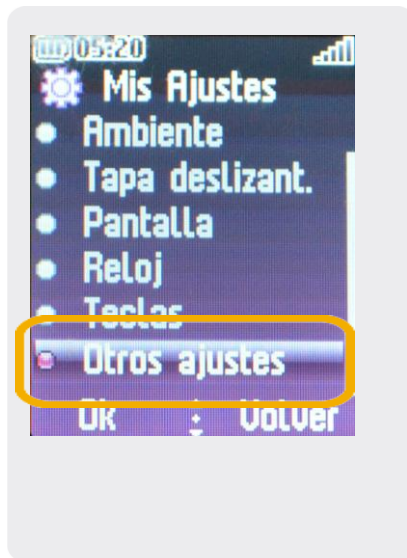 05:20
Mis Ajustes
Ambiente
Tapa deslizant.
Pantalla
Reloj
Teclas
Otros ajustes
Ok Volver